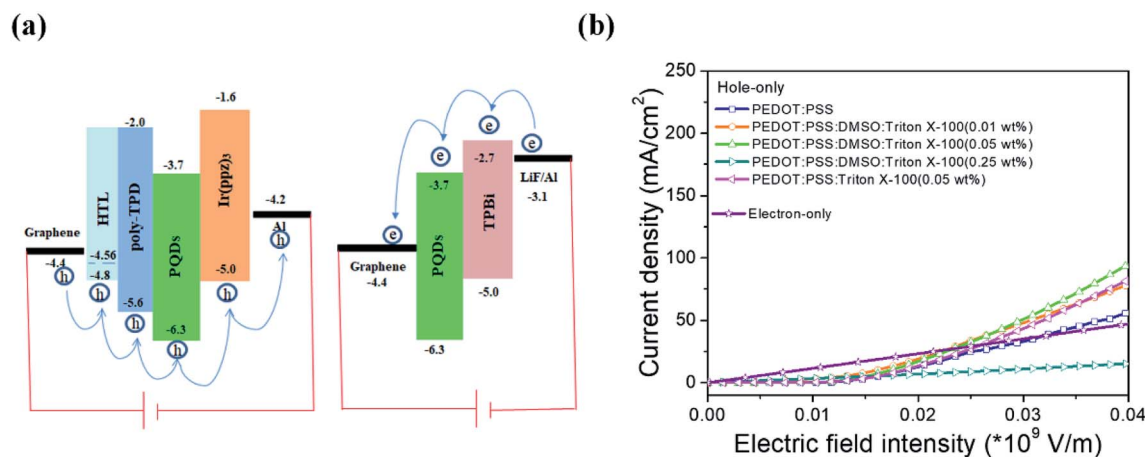 (a)
-1.6
-2.0
-3.7
HTL
poly-TPD
PQDs
Ir(ppz)3
-4.2
Al
h
Graphene
-4.4
h
-4.56
-4.8
h
-5.6
h
-6.3
h
-5.0
h
e
e
e
-2.7
LiF/Al
-3.1
-3.7
PQDs
TPBi
e
Graphene
-4.4
-5.0
-6.3
(b)
Current density (mA/cm2)
250
200
150
100
50
0
Hole-only
PEDOT:PSS
PEDOT:PSS:DMSO:Triton X-100(0.01 wt%)
PEDOT:PSS:DMSO:Triton X-100(0.05 wt%)
PEDOT:PSS:DMSO:Triton X-100(0.25 wt%)
PEDOT:PSS:Triton X-100(0.05 wt%)
Electron-only
0.00 0.01 0.02 0.03 0.04
Electric field intensity (*10⁹ V/m)